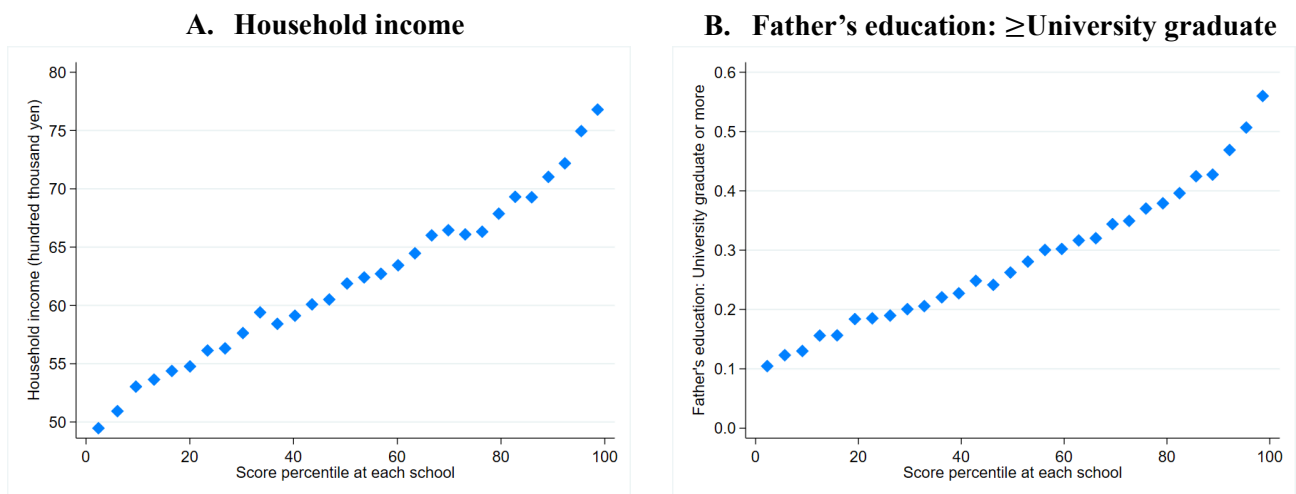 A. Household income
Household income (hundred thousand yen)
80
75
70
65
60
55
50
0 20 40 60 80 100
Score percentile at each school
B. Father’s education: ≥University graduate
Father's education: University graduate or more
0.6
0.5
0.4
0.3
0.2
0.1
0.0
0 20 40 60 80 100
Score percentile at each school